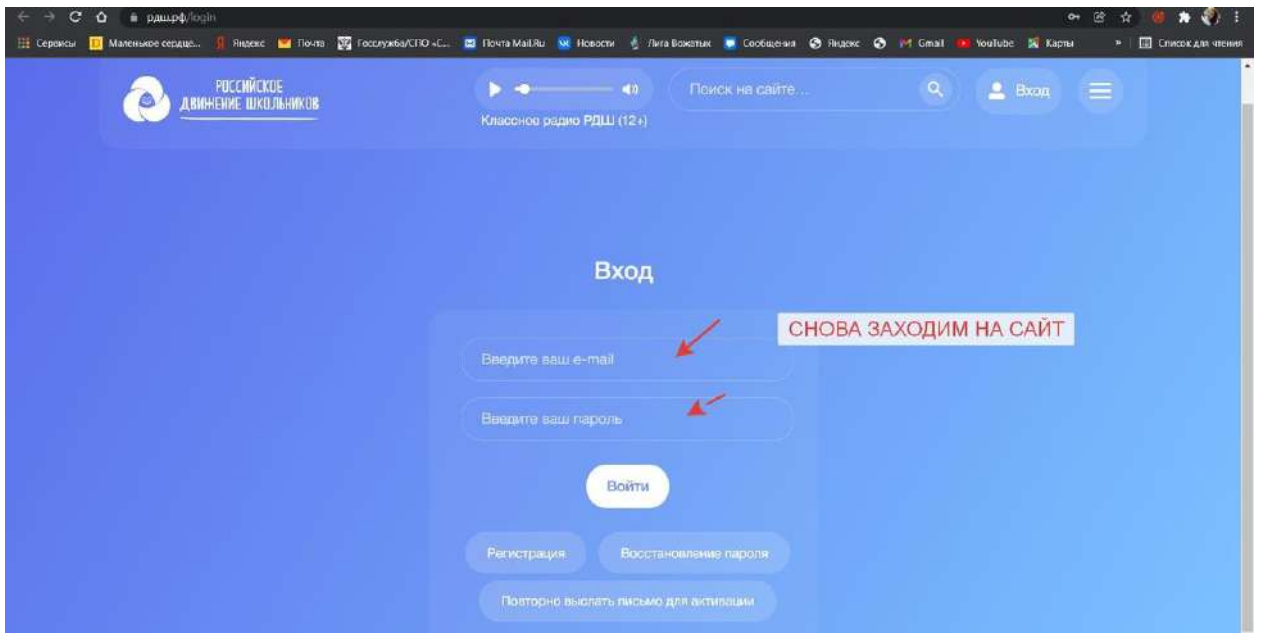 рдш.рф/login
Сервисы Маленькое сердце... Яндекс Почта Госслужба/СПО «С... Почта Mail.Ru Новости Лига Вожатых Сообщения Яндекс Gmail YouTube Карты » Список для чтения
РОССИЙСКОЕ
ДВИЖЕНИЕ ШКОЛЬНИКОВ
Поиск на сайте...
Вход
Классное радио РДШ (12+)
Вход
СНОВА ЗАХОДИМ НА САЙТ
Введите ваш e-mail
Введите ваш пароль
Войти
Регистрация
Восстановление пароля
Повторно выслать письмо для активации